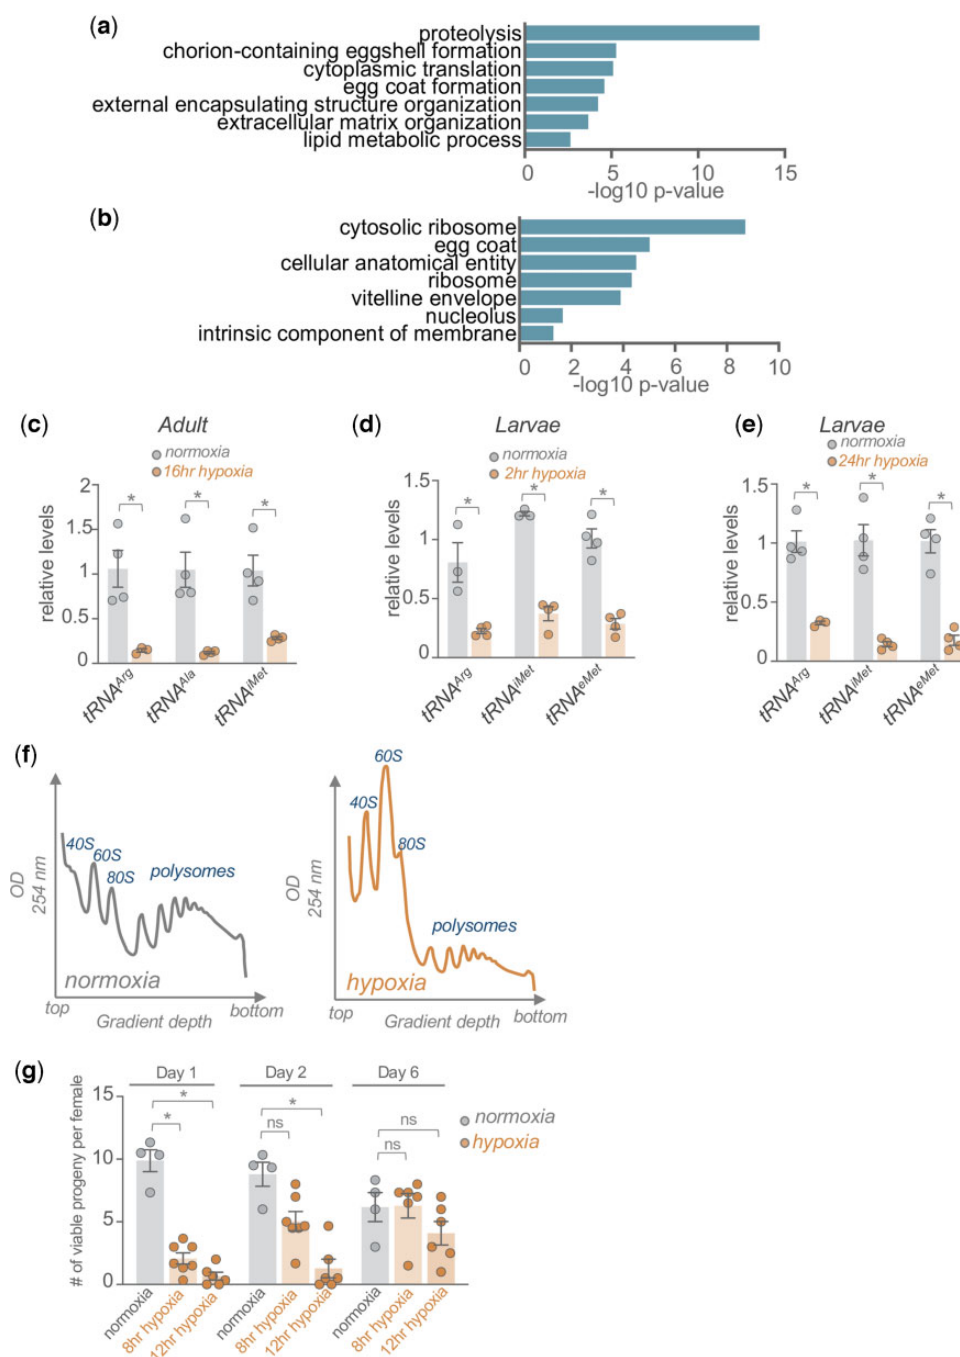 (a)
proteolysis
chorion-containing eggshell formation
cytoplasmic translation
egg coat formation
external encapsulating structure organization
extracellular matrix organization
lipid metabolic process
0 5 10 15
-log10 p-value
(b)
cytosolic ribosome
egg coat
cellular anatomical entity
ribosome
vitelline envelope
nucleolus
intrinsic component of membrane
0 2 4 6 8 10
-log10 p-value
(c)
Adult
normoxia
16hr hypoxia
relative levels
2
1.5
1
0.5
0
* * *
tRNAArg tRNAAla tRNAiMet
(d)
Larvae
normoxia
2hr hypoxia
relative levels
1.5
1
0.5
0
* * *
tRNAArg tRNAiMet tRNAeMet
(e)
Larvae
normoxia
24hr hypoxia
relative levels
1.5
1
0.5
0
* * *
tRNAArg tRNAiMet tRNAeMet
(f)
OD
254 nm
40S
60S
80S
polysomes
normoxia
top
Gradient depth
bottom
OD
254 nm
60S
40S
80S
polysomes
hypoxia
top
Gradient depth
bottom
(g)
# of viable progeny per female
15
10
5
0
Day 1 Day 2 Day 6
* * ns * ns ns
normoxia
hypoxia
normoxia 8hr hypoxia 12hr hypoxia normoxia 8hr hypoxia 12hr hypoxia normoxia 8hr hypoxia 12hr hypoxia